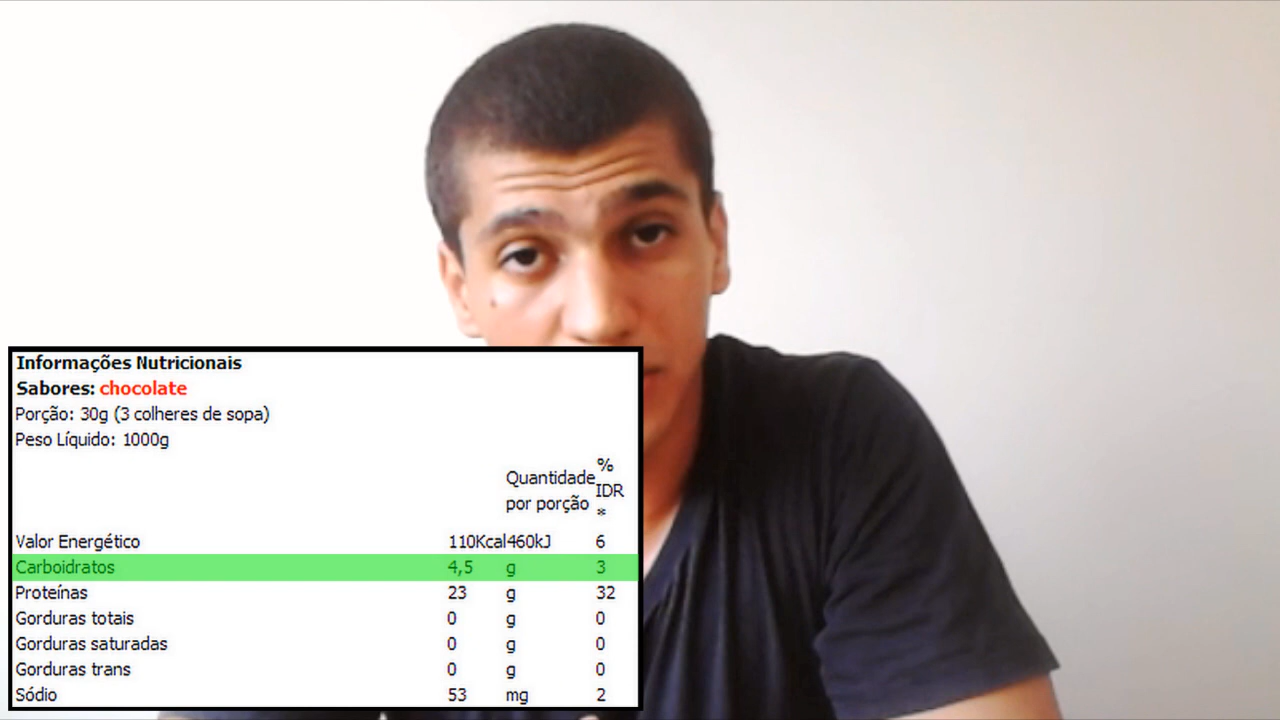 Informações Nutricionais
Sabores: chocolate
Porção: 30g (3 colheres de sopa)
Peso Líquido: 1000g
Quantidade por porção % IDR *
Valor Energético 110Kcal460kJ 6
Carboidratos 4,5 g 3
Proteínas 23 g 32
Gorduras totais 0 g 0
Gorduras saturadas 0 g 0
Gorduras trans 0 g 0
Sódio 53 mg 2